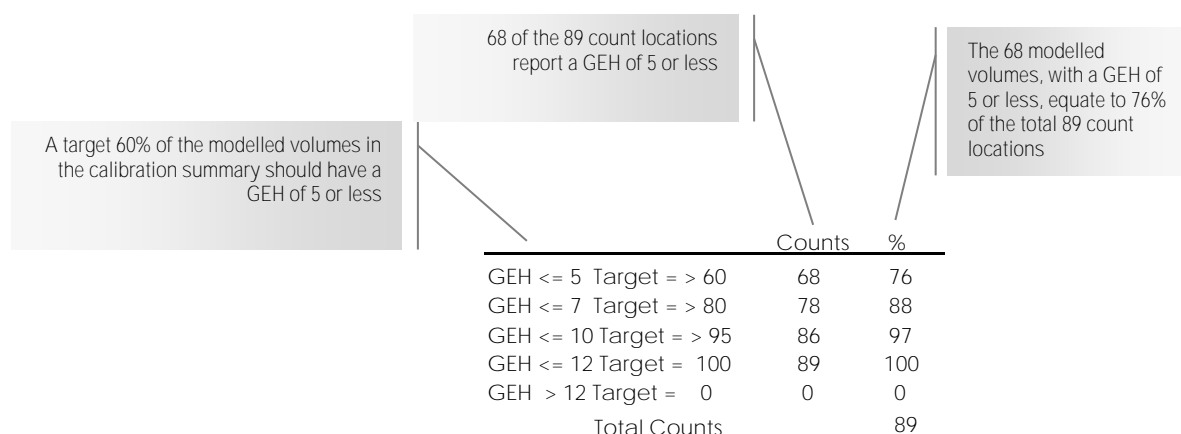 68 of the 89 count locations
report a GEH of 5 or less
The 68 modelled
volumes, with a GEH of
5 or less, equate to 76%
of the total 89 count
locations
A target 60% of the modelled volumes in
the calibration summary should have a
GEH of 5 or less
Counts %
GEH <= 5 Target = > 60 68 76
GEH <= 7 Target = > 80 78 88
GEH <= 10 Target = > 95 86 97
GEH <= 12 Target = 100 89 100
GEH > 12 Target = 0 0 0
Total Counts 89